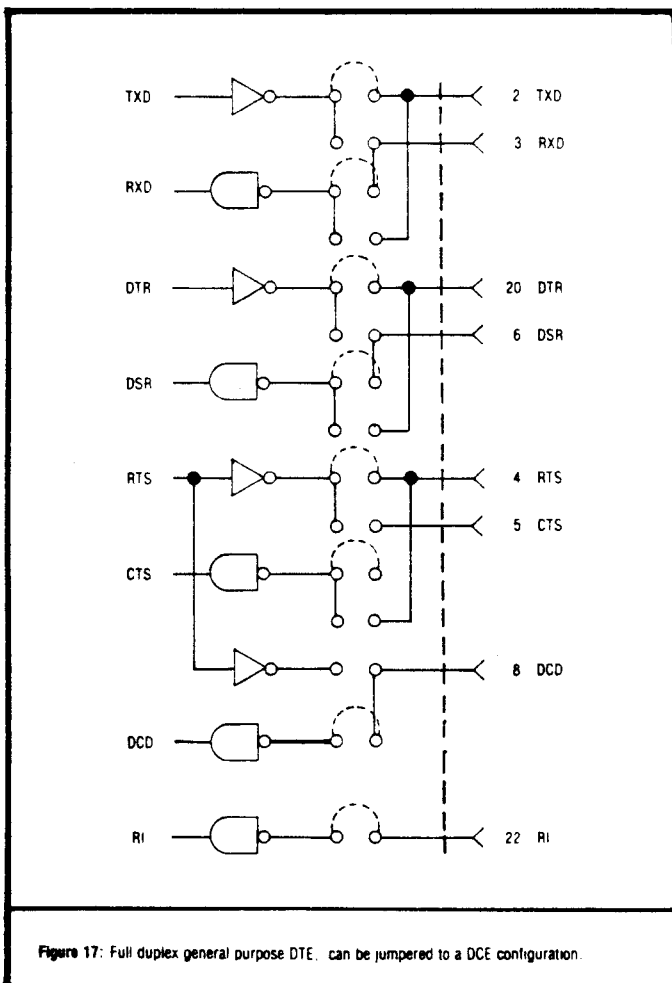 TXD 2 TXD
3 RXD
RXD
DTR 20 DTR
6 DSR
DSR
RTS 4 RTS
5 CTS
CTS
8 DCD
DCD
RI 22 RI
Figure 17: Full duplex general purpose DTE, can be jumpered to a DCE configuration.